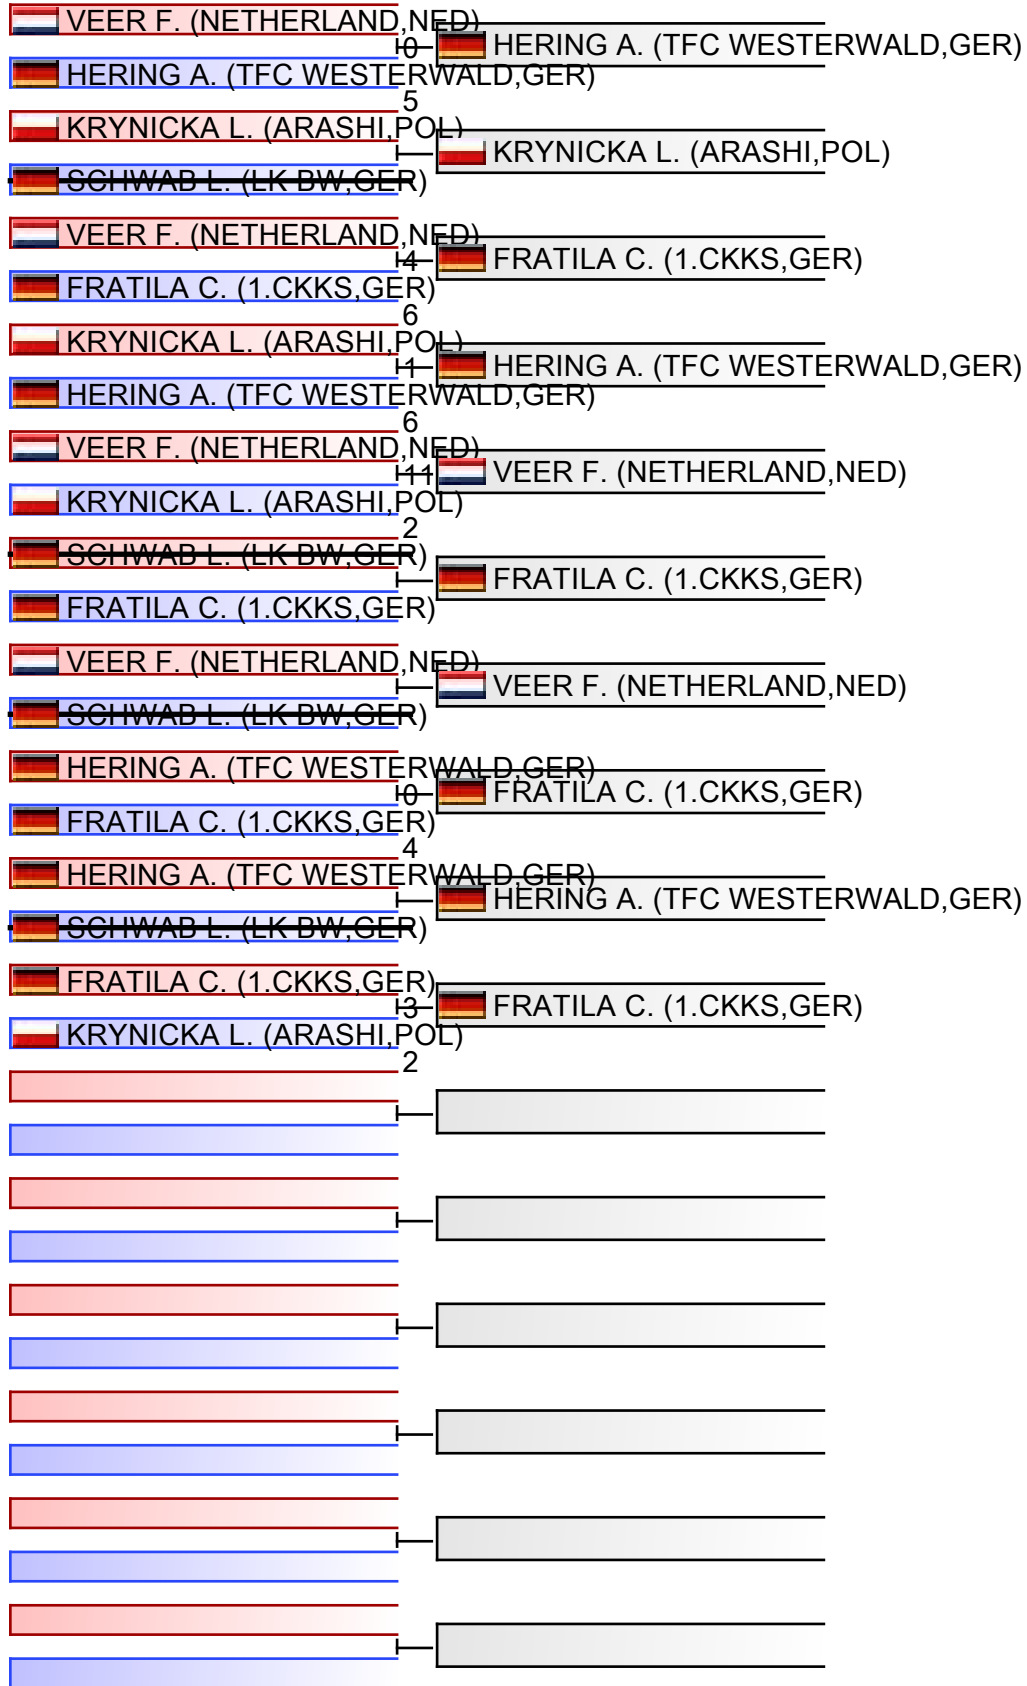 VEER F. (NETHERLAND,NED)
0
HERING A. (TFC WESTERWALD,GER)
HERING A. (TFC WESTERWALD,GER)
5
KRYNICKA L. (ARASHI,POL)
KRYNICKA L. (ARASHI,POL)
SCHWAB L. (LK BW,GER)
VEER F. (NETHERLAND,NED)
4
FRATILA C. (1.CKKS,GER)
FRATILA C. (1.CKKS,GER)
6
KRYNICKA L. (ARASHI,POL)
1
HERING A. (TFC WESTERWALD,GER)
HERING A. (TFC WESTERWALD,GER)
6
VEER F. (NETHERLAND,NED)
11
VEER F. (NETHERLAND,NED)
KRYNICKA L. (ARASHI,POL)
2
SCHWAB L. (LK BW,GER)
FRATILA C. (1.CKKS,GER)
FRATILA C. (1.CKKS,GER)
VEER F. (NETHERLAND,NED)
VEER F. (NETHERLAND,NED)
SCHWAB L. (LK BW,GER)
HERING A. (TFC WESTERWALD,GER)
0
FRATILA C. (1.CKKS,GER)
FRATILA C. (1.CKKS,GER)
4
HERING A. (TFC WESTERWALD,GER)
HERING A. (TFC WESTERWALD,GER)
SCHWAB L. (LK BW,GER)
FRATILA C. (1.CKKS,GER)
3
FRATILA C. (1.CKKS,GER)
KRYNICKA L. (ARASHI,POL)
2